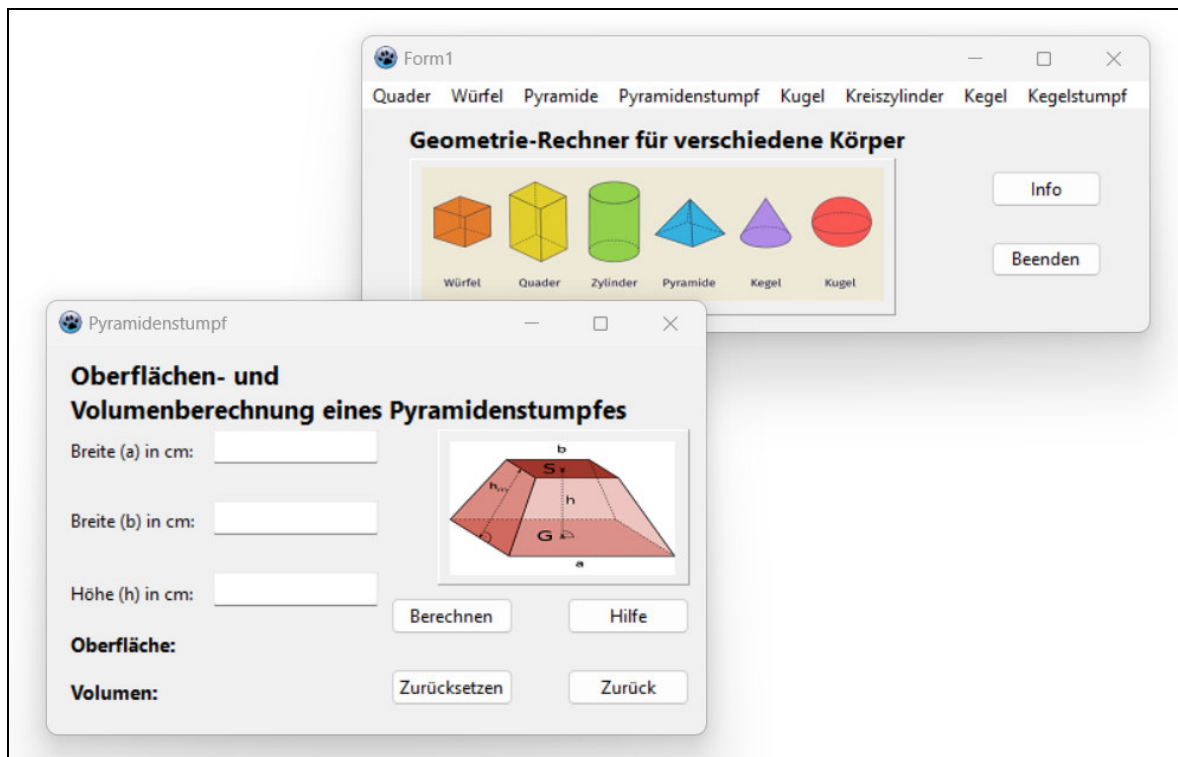 Form1
Quader Würfel Pyramide Pyramidenstumpf Kugel Kreiszylinder Kegel Kegelstumpf
Geometrie-Rechner für verschiedene Körper
Würfel Quader Zylinder Pyramide Kegel Kugel
Info
Beenden
Pyramidenstumpf
Oberflächen- und
Volumenberechnung eines Pyramidenstumpfes
Breite (a) in cm:
Breite (b) in cm:
Höhe (h) in cm:
b
S
hm
h
G
a
Berechnen Hilfe
Oberfläche:
Zurücksetzen Zurück
Volumen: